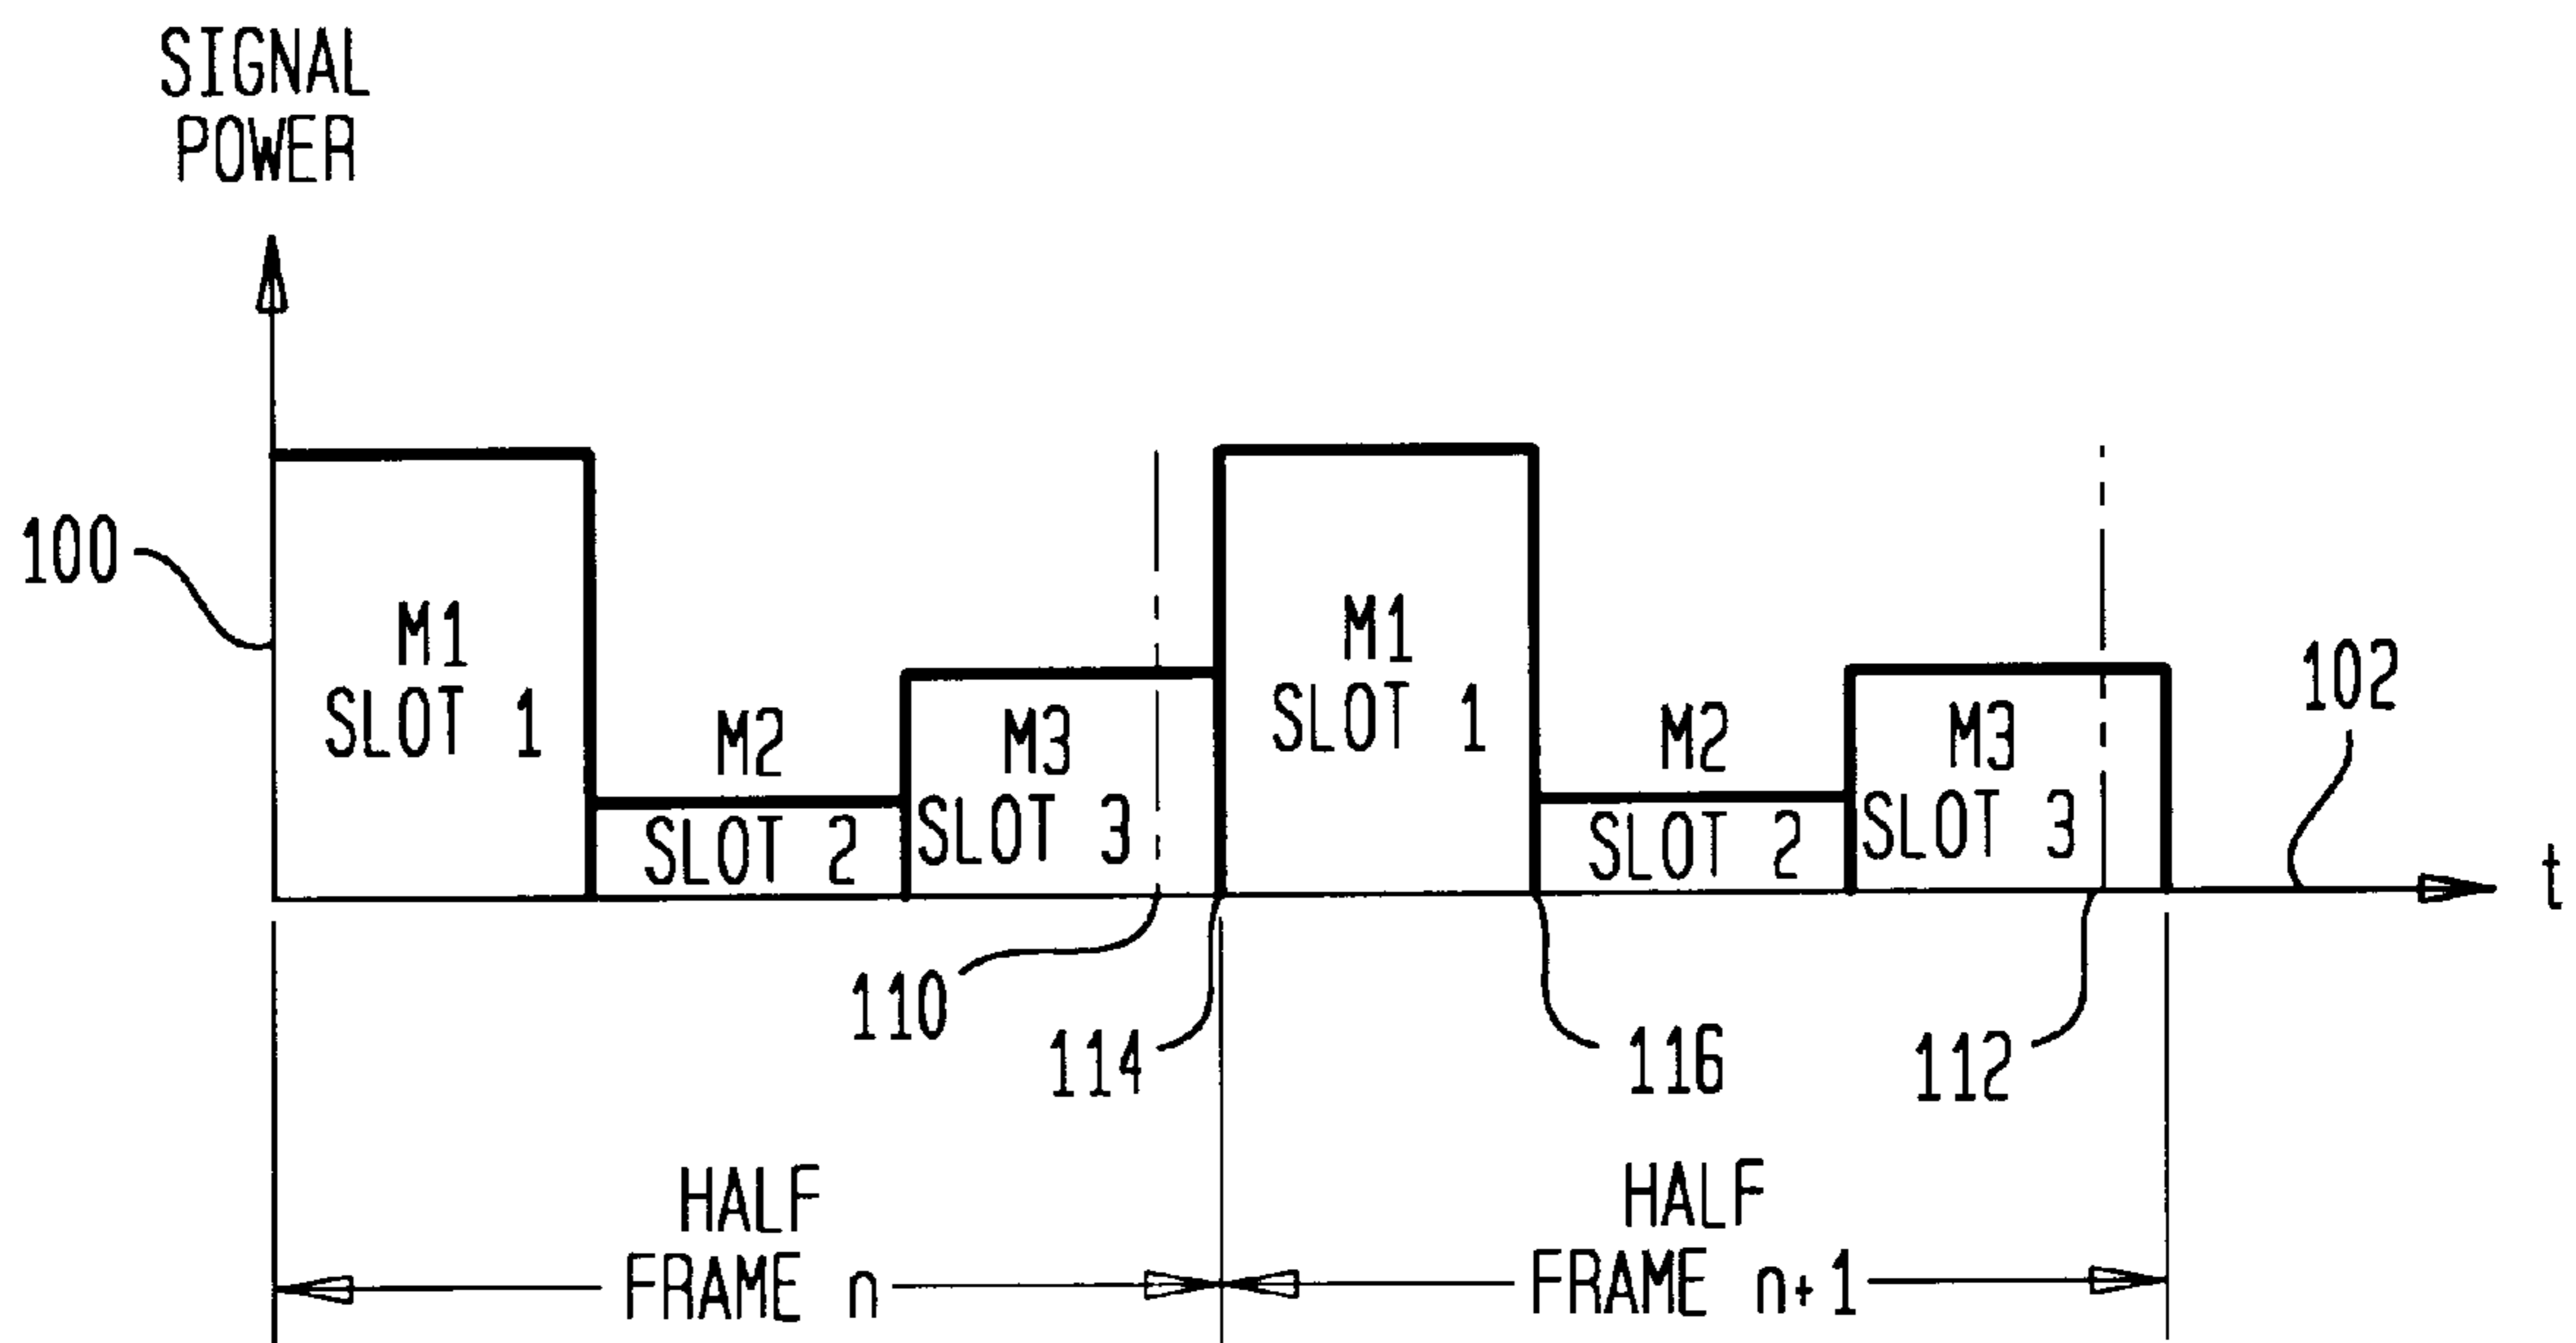 SIGNAL
POWER
100
M1
SLOT 1
M2
SLOT 2
M3
SLOT 3
M1
SLOT 1
M2
SLOT 2
M3
SLOT 3
102
t
110
114
116
112
HALF
FRAME n
HALF
FRAME n+1